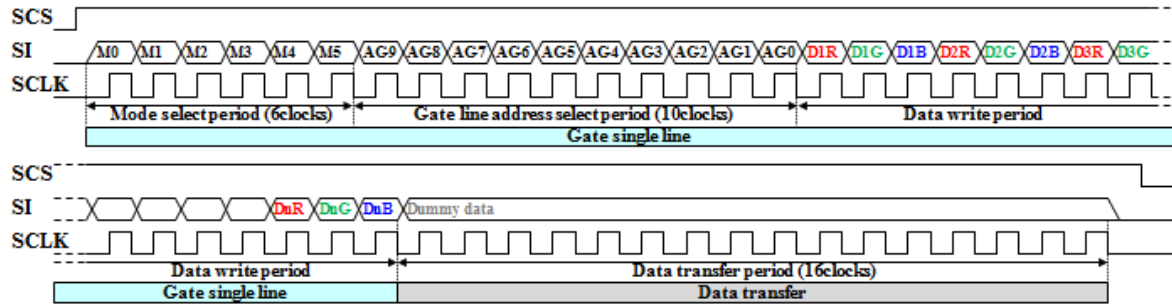 SCS
SI M0 M1 M2 M3 M4 M5 AG9 AG8 AG7 AG6 AG5 AG4 AG3 AG2 AG1 AG0 D1R D1G D1B D2R D2G D2B D3R D3G
SCLK
Mode select period (6clocks) Gate line address select period (10clocks) Data write period
Gate single line
SCS
SI DnR DnG DnB Dummy data
SCLK
Data write period Data transfer period (16clocks)
Gate single line Data transfer